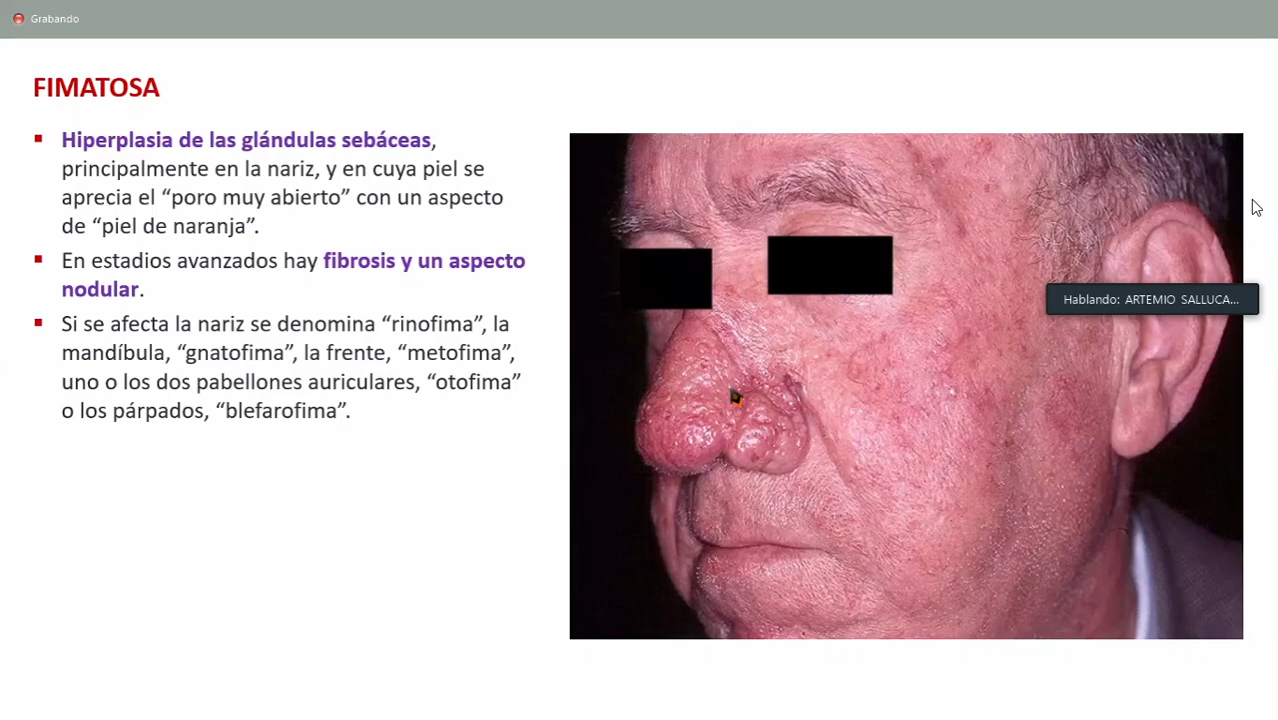 Grabando
FIMATOSA
▪ Hiperplasia de las glándulas sebáceas,
principalmente en la nariz, y en cuya piel se
aprecia el “poro muy abierto” con un aspecto
de “piel de naranja”.
▪ En estadios avanzados hay fibrosis y un aspecto
nodular.
▪ Si se afecta la nariz se denomina “rinofima”, la
mandíbula, “gnatofima”, la frente, “metofima”,
uno o los dos pabellones auriculares, “otofima”
o los párpados, “blefarofima”.
Hablando: ARTEMIO SALLUCA...